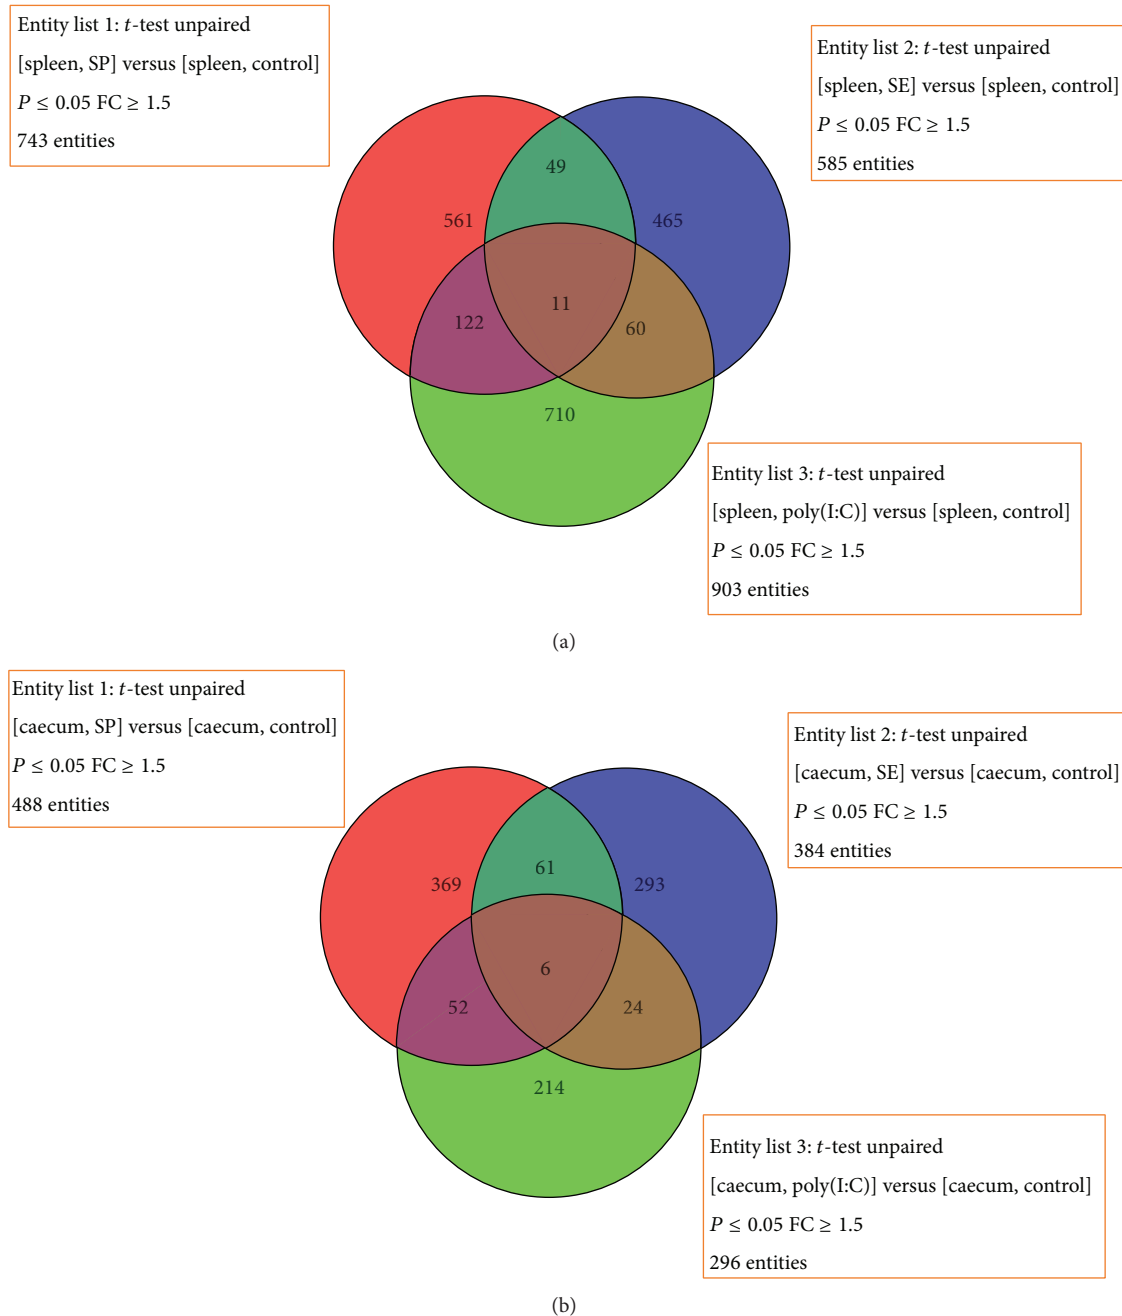 Entity list 1: t-test unpaired
[spleen, SP] versus [spleen, control]
P ≤ 0.05 FC ≥ 1.5
743 entities
Entity list 2: t-test unpaired
[spleen, SE] versus [spleen, control]
P ≤ 0.05 FC ≥ 1.5
585 entities
49
561
465
11
122
60
710
Entity list 3: t-test unpaired
[spleen, poly(I:C)] versus [spleen, control]
P ≤ 0.05 FC ≥ 1.5
903 entities
(a)
Entity list 1: t-test unpaired
[caecum, SP] versus [caecum, control]
P ≤ 0.05 FC ≥ 1.5
488 entities
Entity list 2: t-test unpaired
[caecum, SE] versus [caecum, control]
P ≤ 0.05 FC ≥ 1.5
384 entities
61
369
293
6
52
24
214
Entity list 3: t-test unpaired
[caecum, poly(I:C)] versus [caecum, control]
P ≤ 0.05 FC ≥ 1.5
296 entities
(b)